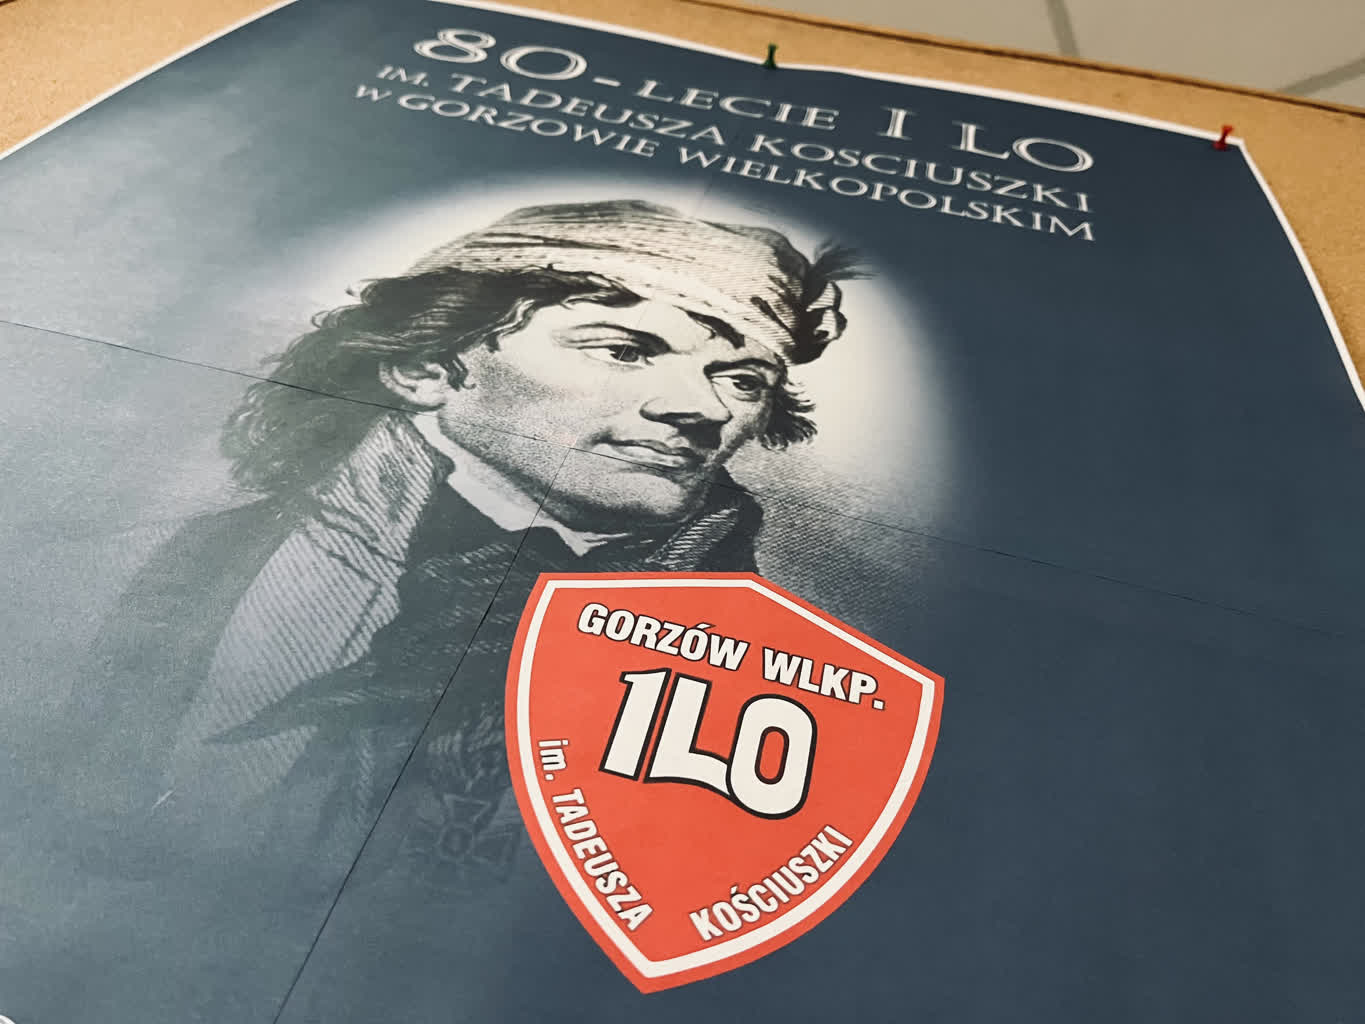 80-LECIE I LO
IM. TADEUSZA KOSCIUSZKI
W GORZOWIE WIELKOPOLSKIM
GORZÓW WLKP.
1LO
im. TADEUSZA
KOŚCIUSZKI